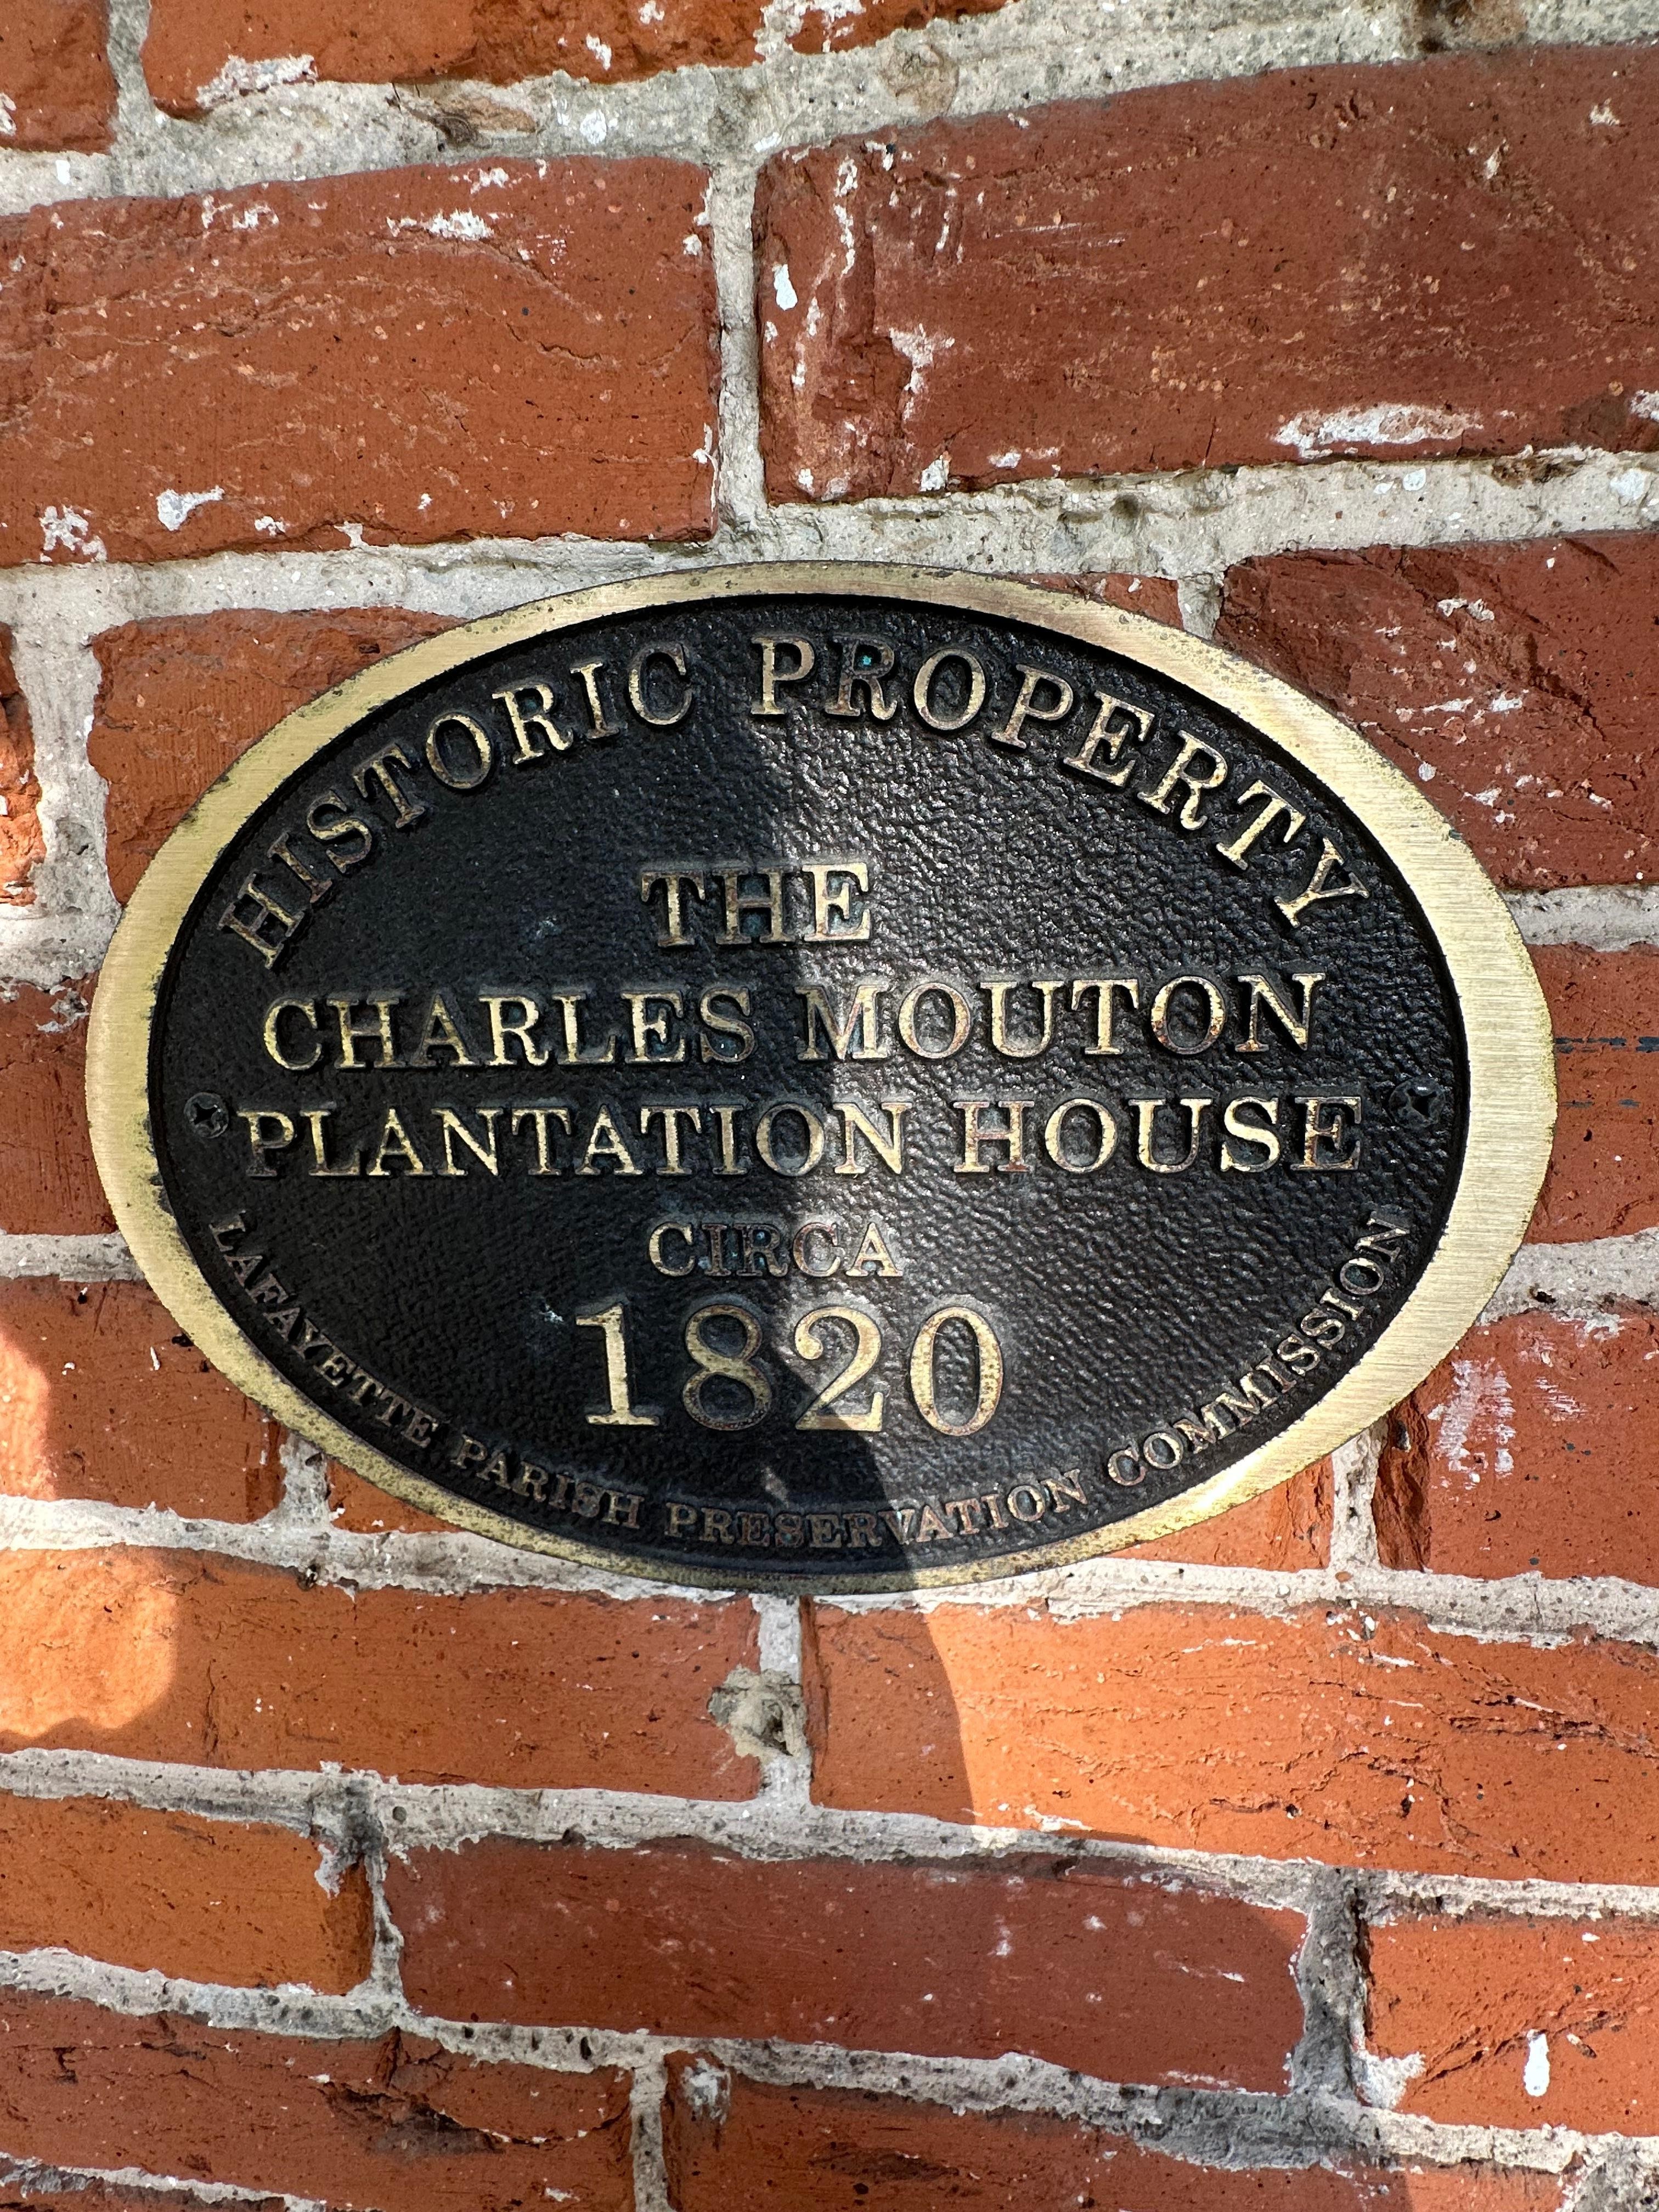 HISTORIC PROPERTY
THE
CHARLES MOUTON
PLANTATION HOUSE
CIRCA
1820
LAFAYETTE PARISH PRESERVATION COMMISSION